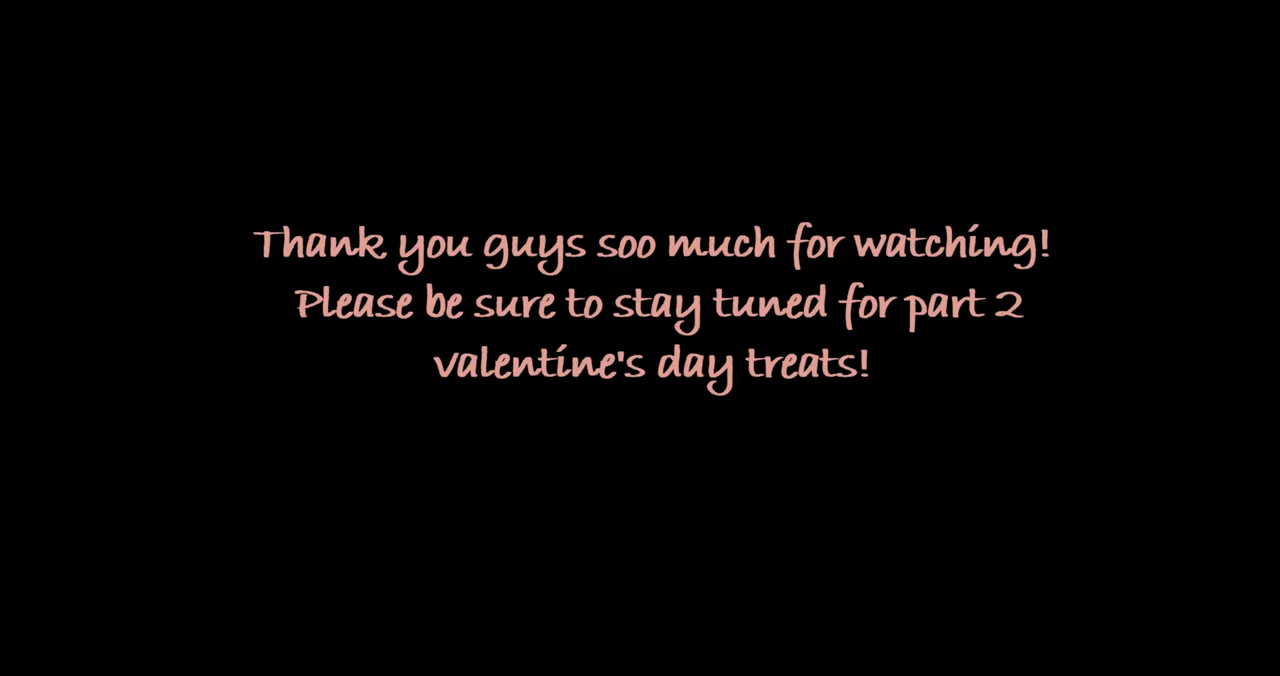 Thank you guys soo much for watching!
Please be sure to stay tuned for part 2
valentine's day treats!